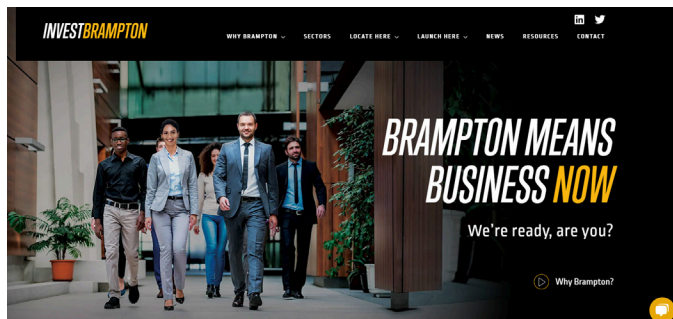 INVESTBRAMPTON
WHY BRAMPTON SECTORS LOCATE HERE LAUNCH HERE NEWS RESOURCES CONTACT
BRAMPTON MEANS
BUSINESS NOW
We're ready, are you?
Why Brampton?